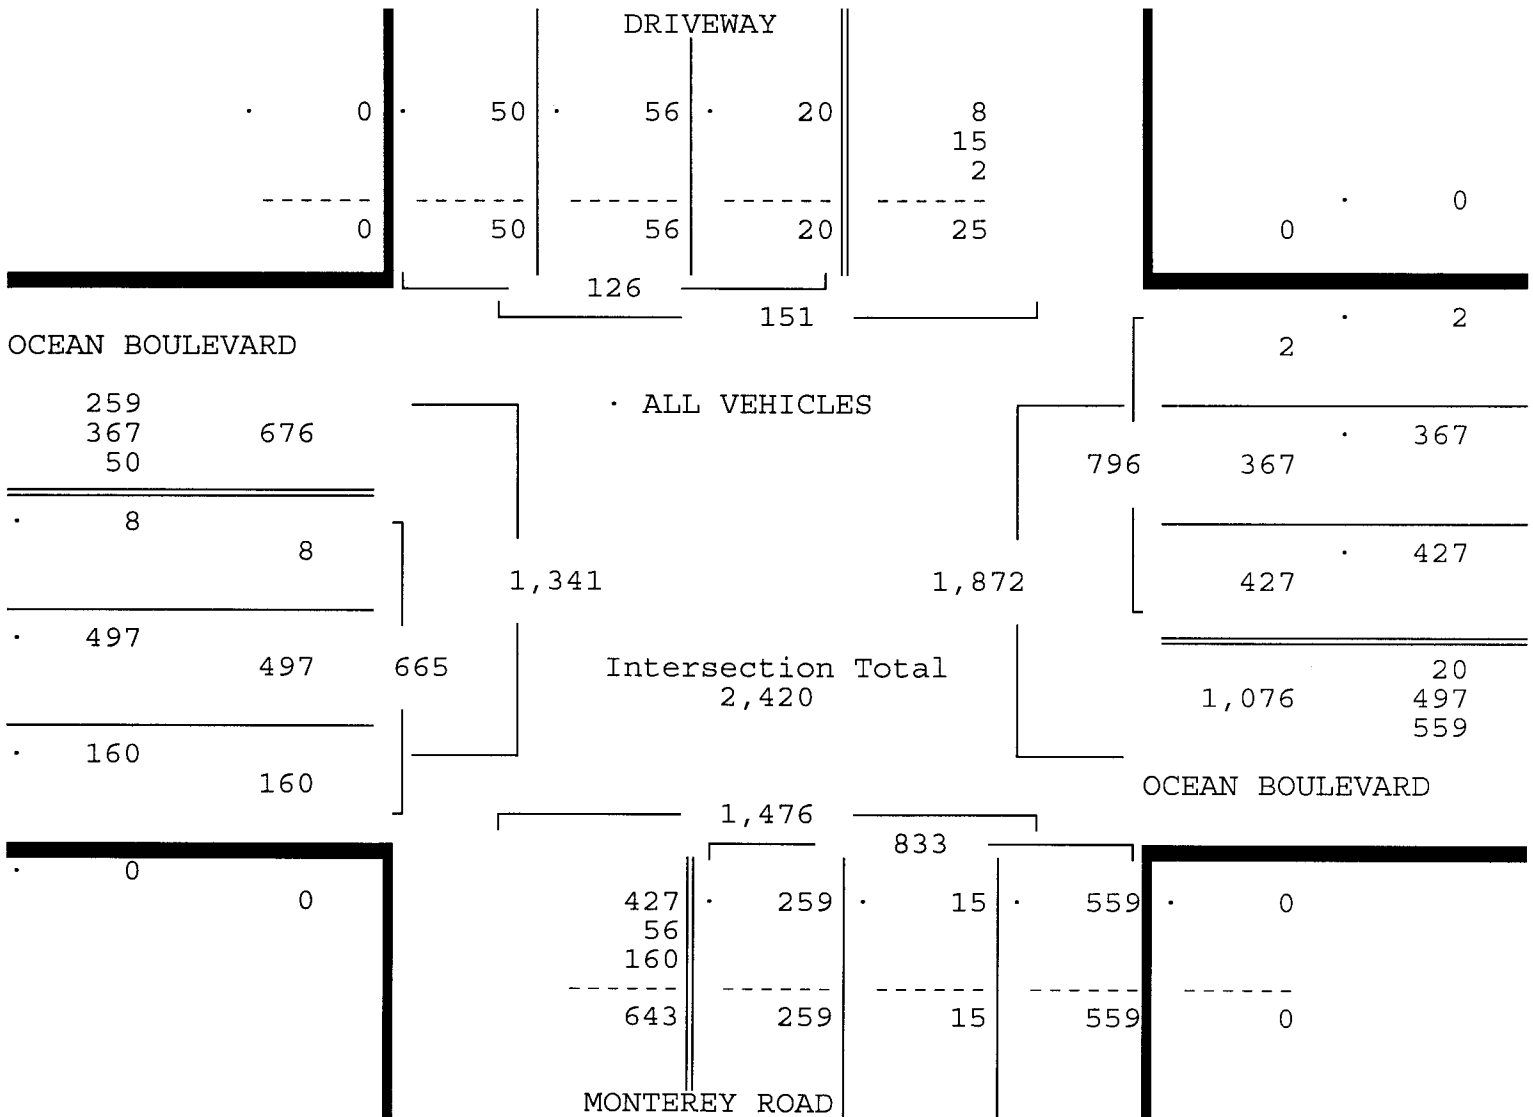 DRIVEWAY
· 0 · 50 · 56 · 20 8
15
2
------ ------ ------ ------ ------
· 0
0 50 56 20 25 0
126
151
· 2
OCEAN BOULEVARD
2
259
· ALL VEHICLES
367 676
· 367
50
796 367
· 8
8
· 427
1,341 1,872 427
· 497
497 665 Intersection Total 20
2,420 1,076 497
559
· 160
160
OCEAN BOULEVARD
1,476
833
· 0
0
427 · 259 · 15 · 559 · 0
56
160
------ ------ ------ ------ ------
643 259 15 559 0
MONTEREY ROAD